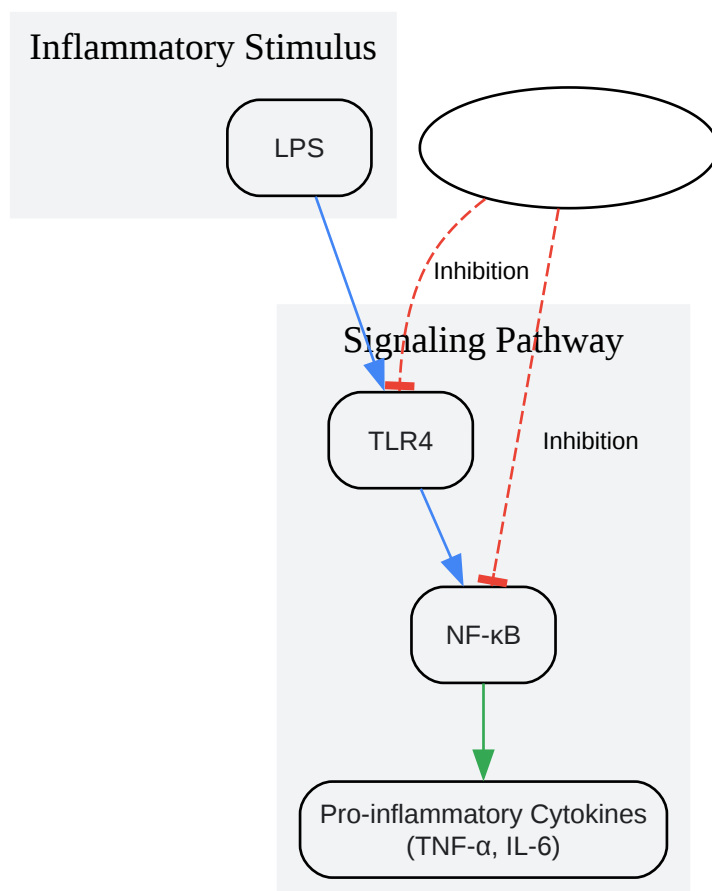 Inflammatory Stimulus
LPS
Inhibition
Signaling Pathway
TLR4
Inhibition
NF-κB
Pro-inflammatory Cytokines
(TNF-α, IL-6)